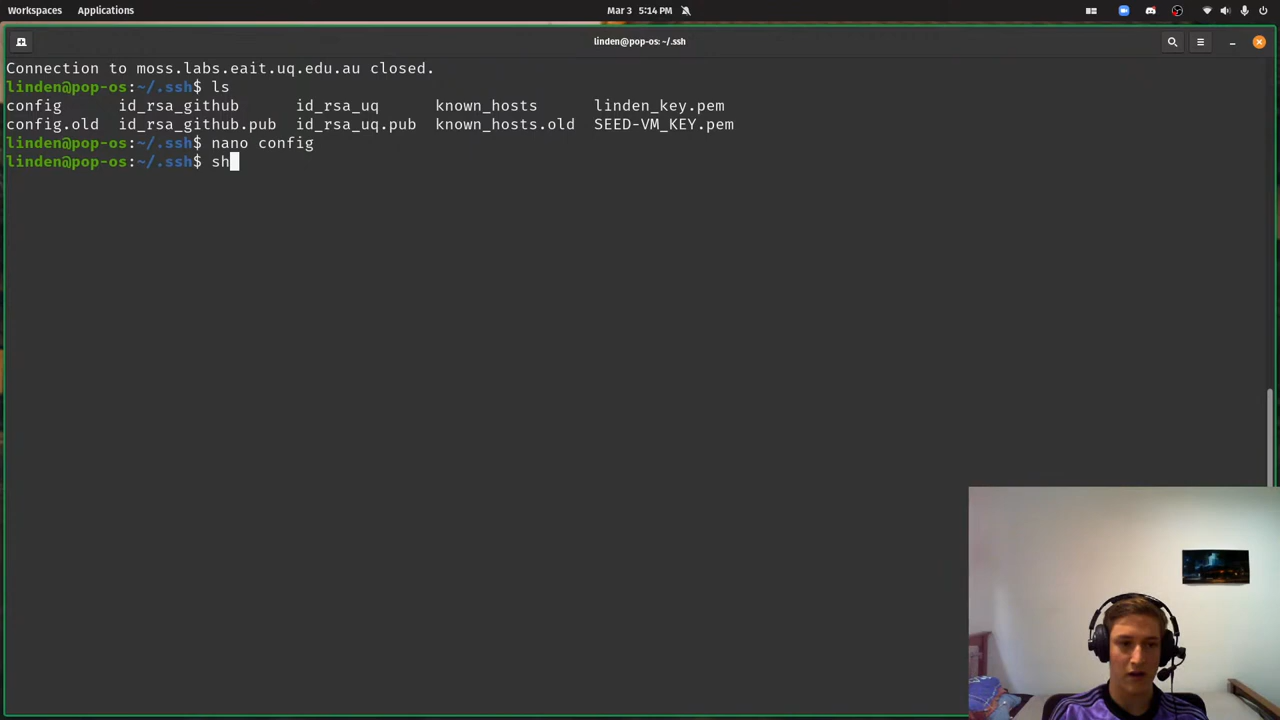 Workspaces Applications Mar 3 5:14 PM
linden@pop-os: ~/.ssh
Connection to moss.labs.eait.uq.edu.au closed.
linden@pop-os:~/.ssh$ ls
config id_rsa_github id_rsa_uq known_hosts linden_key.pem
config.old id_rsa_github.pub id_rsa_uq.pub known_hosts.old SEED-VM_KEY.pem
linden@pop-os:~/.ssh$ nano config
linden@pop-os:~/.ssh$ sh